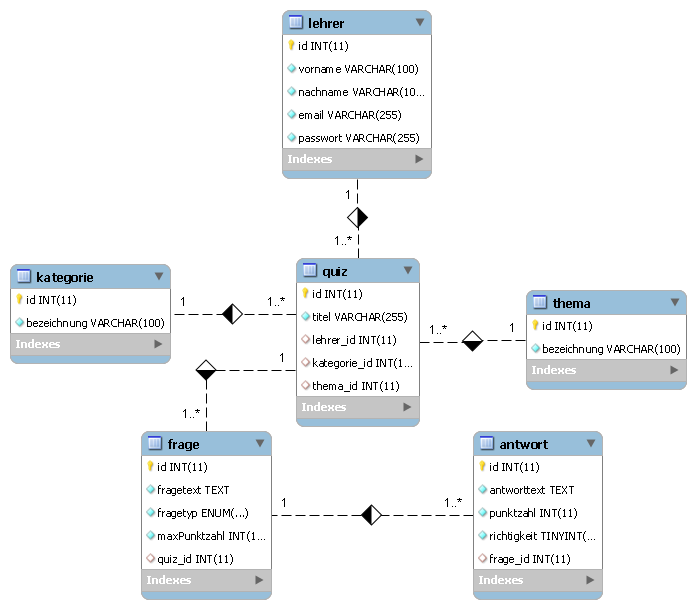 lehrer
id INT(11)
vorname VARCHAR(100)
nachname VARCHAR(10...
email VARCHAR(255)
passwort VARCHAR(255)
Indexes
1
1..*
kategorie
id INT(11)
bezeichnung VARCHAR(100)
Indexes
1
1..*
quiz
id INT(11)
titel VARCHAR(255)
lehrer_id INT(11)
kategorie_id INT(1...
thema_id INT(11)
Indexes
1..*
1
thema
id INT(11)
bezeichnung VARCHAR(100)
Indexes
1
1..*
frage
id INT(11)
fragetext TEXT
fragetyp ENUM(...)
maxPunktzahl INT(1...
quiz_id INT(11)
Indexes
1
1..*
antwort
id INT(11)
antworttext TEXT
punktzahl INT(11)
richtigkeit TINYINT(...
frage_id INT(11)
Indexes